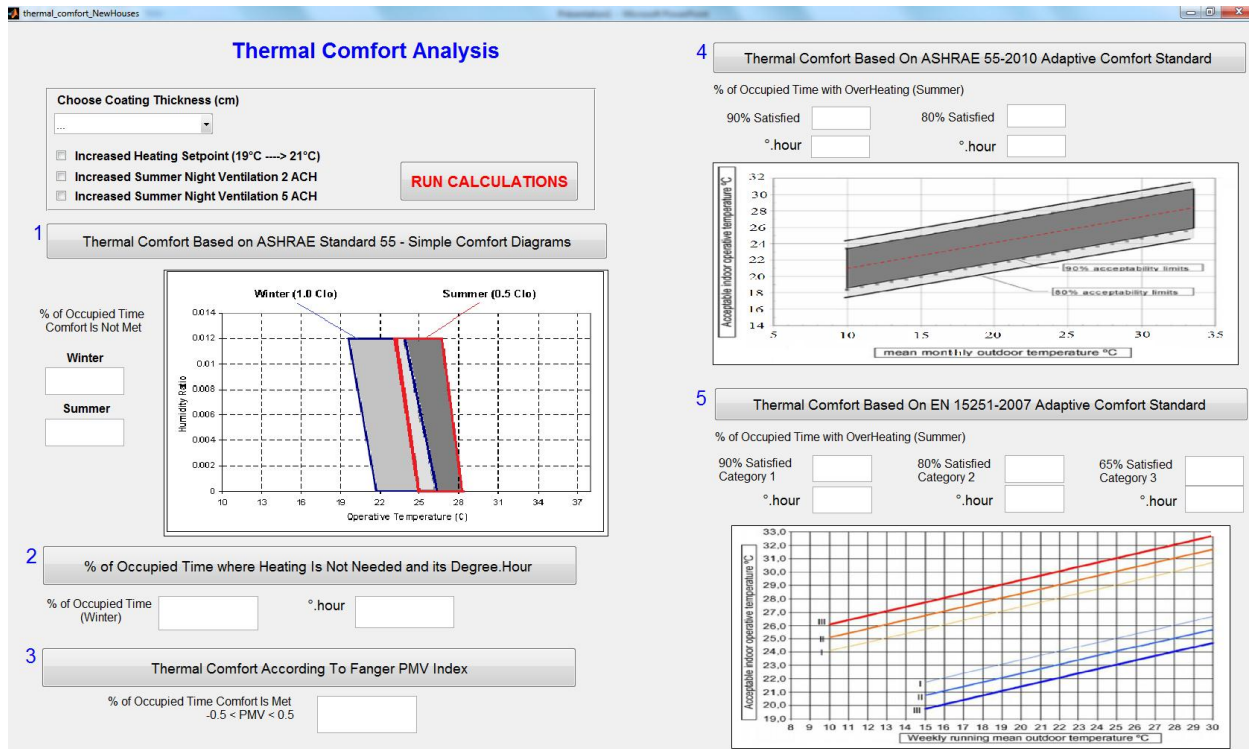 thermal_comfort_NewHouses
Thermal Comfort Analysis
Choose Coating Thickness (cm)
...
Increased Heating Setpoint (19°C ----> 21°C)
Increased Summer Night Ventilation 2 ACH
Increased Summer Night Ventilation 5 ACH
RUN CALCULATIONS
1
Thermal Comfort Based on ASHRAE Standard 55 - Simple Comfort Diagrams
% of Occupied Time
Comfort Is Not Met
Winter
Summer
Winter (1.0 Clo)
Summer (0.5 Clo)
Humidity Ratio
0.014
0.012
0.01
0.008
0.006
0.004
0.002
0
10 13 16 19 22 25 28 31 34 37
Operative Temperature (C)
2
% of Occupied Time where Heating Is Not Needed and its Degree.Hour
% of Occupied Time
(Winter)
°.hour
3
Thermal Comfort According To Fanger PMV Index
% of Occupied Time Comfort Is Met
-0.5 < PMV < 0.5
4
Thermal Comfort Based On ASHRAE 55-2010 Adaptive Comfort Standard
% of Occupied Time with OverHeating (Summer)
90% Satisfied
80% Satisfied
°.hour
°.hour
Acceptable indoor operative temperature °C
32
30
28
26
24
22
20
18
16
14
90% acceptability limits
80% acceptability limits
5 10 15 20 25 30 35
mean monthly outdoor temperature °C
5
Thermal Comfort Based On EN 15251-2007 Adaptive Comfort Standard
% of Occupied Time with OverHeating (Summer)
90% Satisfied
Category 1
80% Satisfied
Category 2
65% Satisfied
Category 3
°.hour
°.hour
°.hour
Acceptable indoor operative temperature °C
33,0
32,0
31,0
30,0
29,0
28,0
27,0
26,0
25,0
24,0
23,0
22,0
21,0
20,0
19,0
III
II
I
I
II
III
8 9 10 11 12 13 14 15 16 17 18 19 20 21 22 23 24 25 26 27 28 29 30
Weekly running mean outdoor temperature °C